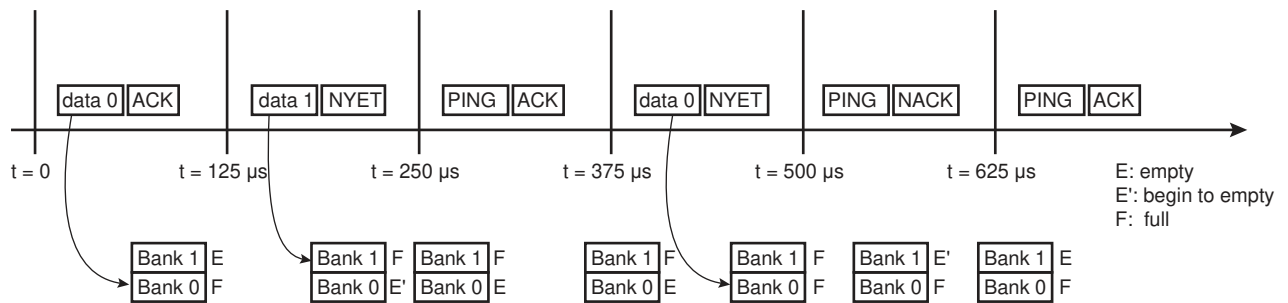 data 0 ACK data 1 NYET PING ACK data 0 NYET PING NACK PING ACK
t = 0 t = 125 µs t = 250 µs t = 375 µs t = 500 µs t = 625 µs
E: empty
E': begin to empty
F: full
Bank 1 E Bank 1 F Bank 1 F Bank 1 F Bank 1 F Bank 1 E' Bank 1 E
Bank 0 F Bank 0 E' Bank 0 E Bank 0 E Bank 0 F Bank 0 F Bank 0 F